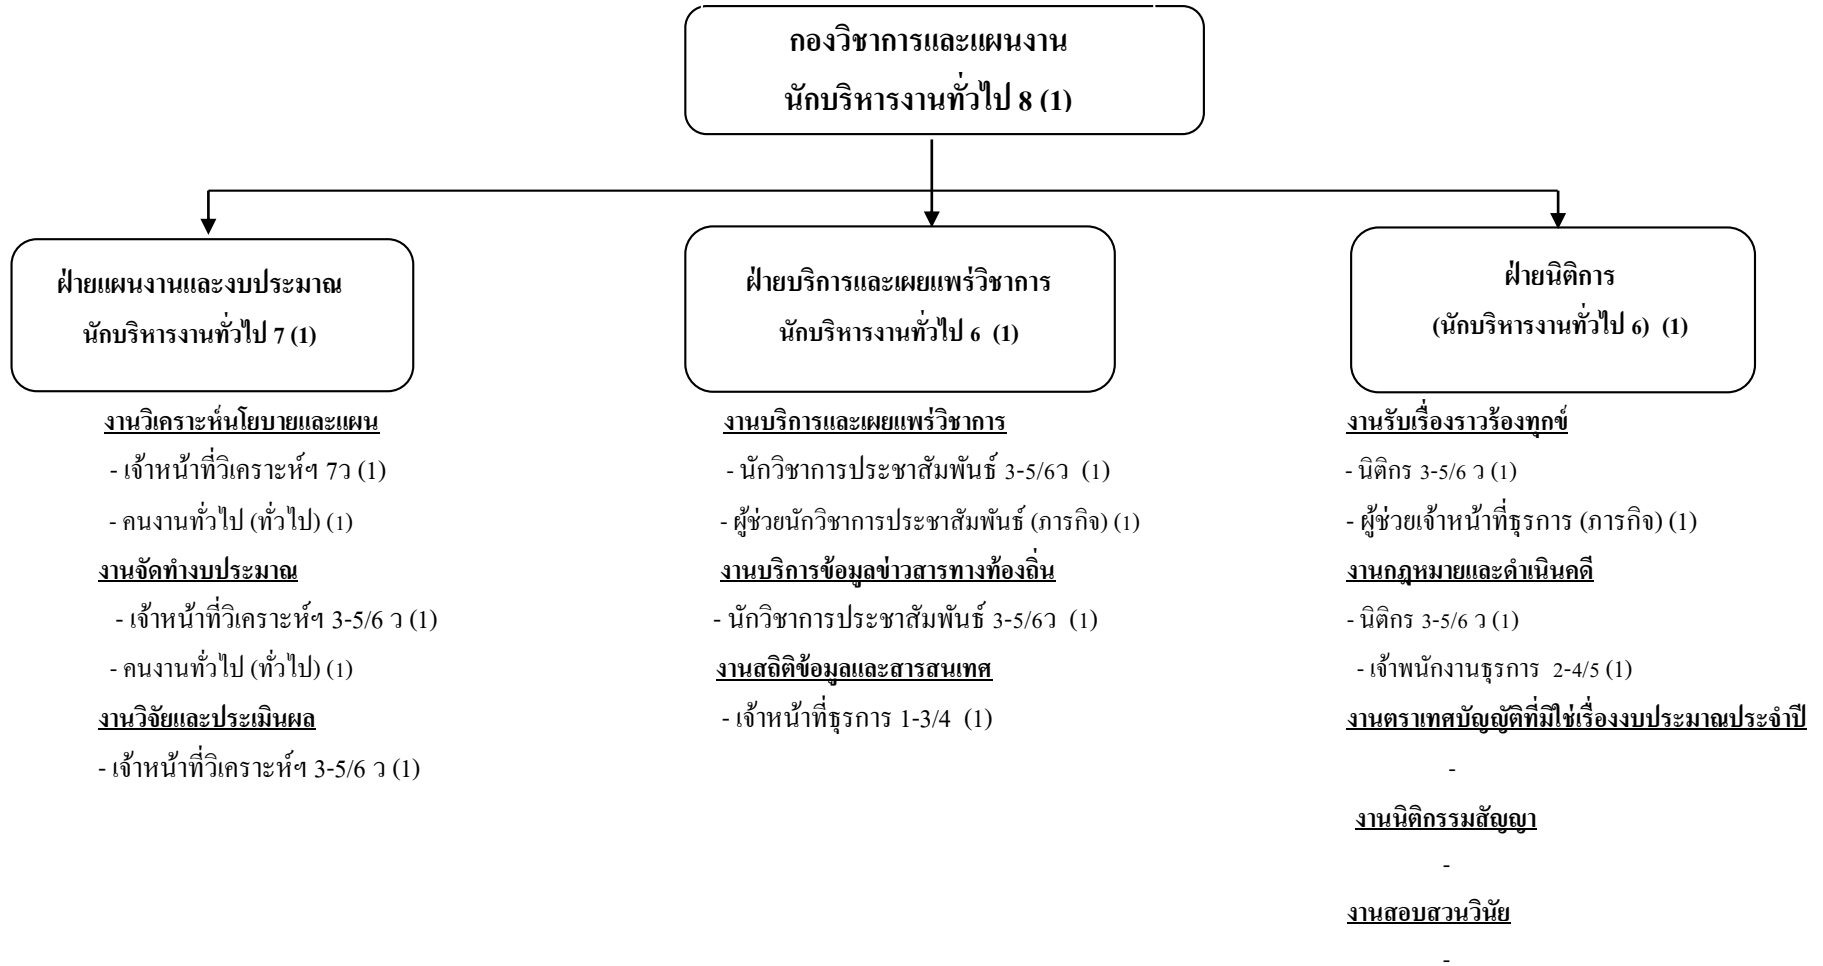 กองวิชาการและแผนงาน
นักบริหารงานทั่วไป 8 (1)
ฝ่ายแผนงานและงบประมาณ
นักบริหารงานทั่วไป 7 (1)
งานวิเคราะห์นโยบายและแผน
- เจ้าหน้าที่วิเคราะห์ฯ 7ว (1)
- คนงานทั่วไป (ทั่วไป) (1)
งานจัดทำงบประมาณ
- เจ้าหน้าที่วิเคราะห์ฯ 3-5/6 ว (1)
- คนงานทั่วไป (ทั่วไป) (1)
งานวิจัยและประเมินผล
- เจ้าหน้าที่วิเคราะห์ฯ 3-5/6 ว (1)
ฝ่ายบริการและเผยแพร่วิชาการ
นักบริหารงานทั่วไป 6 (1)
งานบริการและเผยแพร่วิชาการ
- นักวิชาการประชาสัมพันธ์ 3-5/6ว (1)
- ผู้ช่วยนักวิชาการประชาสัมพันธ์ (ภารกิจ) (1)
งานบริการข้อมูลข่าวสารทางท้องถิ่น
- นักวิชาการประชาสัมพันธ์ 3-5/6ว (1)
งานสถิติข้อมูลและสารสนเทศ
- เจ้าหน้าที่ธุรการ 1-3/4 (1)
ฝ่ายนิติการ
(นักบริหารงานทั่วไป 6) (1)
งานรับเรื่องราวร้องทุกข์
- นิติกร 3-5/6 ว (1)
- ผู้ช่วยเจ้าหน้าที่ธุรการ (ภารกิจ) (1)
งานกฎหมายและดำเนินคดี
- นิติกร 3-5/6 ว (1)
- เจ้าพนักงานธุรการ 2-4/5 (1)
งานตราเทศบัญญัติที่มิใช่เรื่องงบประมาณประจำปี
-
งานนิติกรรมสัญญา
-
งานสอบสวนวินัย
-